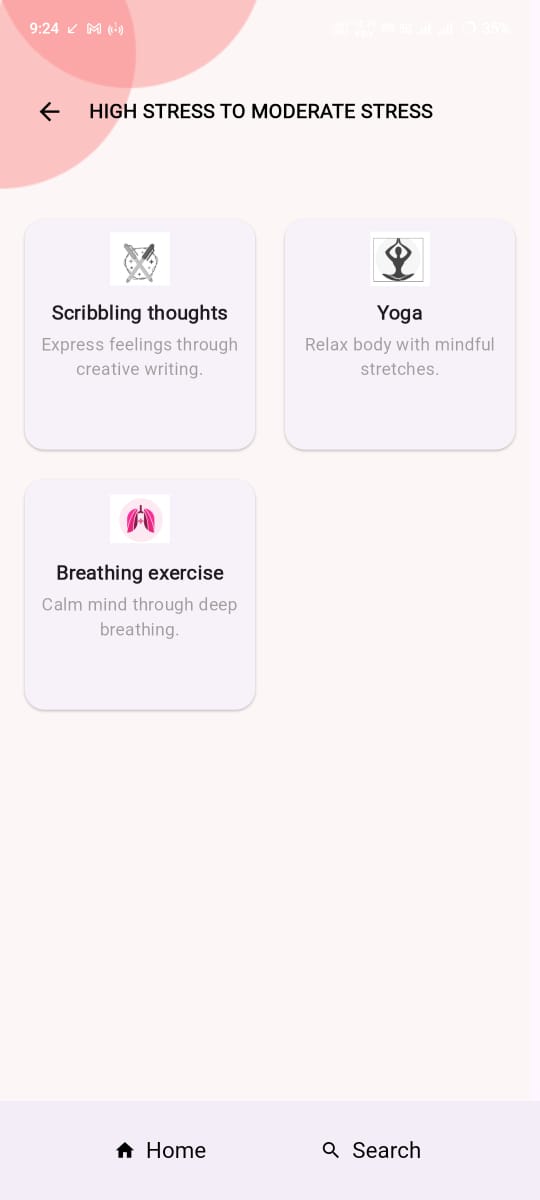 9:24
35%
HIGH STRESS TO MODERATE STRESS
Scribbling thoughts
Express feelings through
creative writing.
Yoga
Relax body with mindful
stretches.
Breathing exercise
Calm mind through deep
breathing.
Home
Search